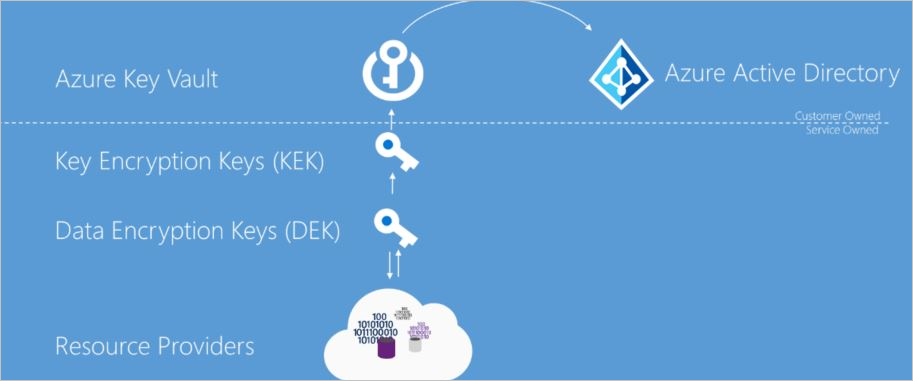 Azure Key Vault
Azure Active Directory
Customer Owned
Service Owned
Key Encryption Keys (KEK)
Data Encryption Keys (DEK)
100
10101010
1011100010
Resource Providers